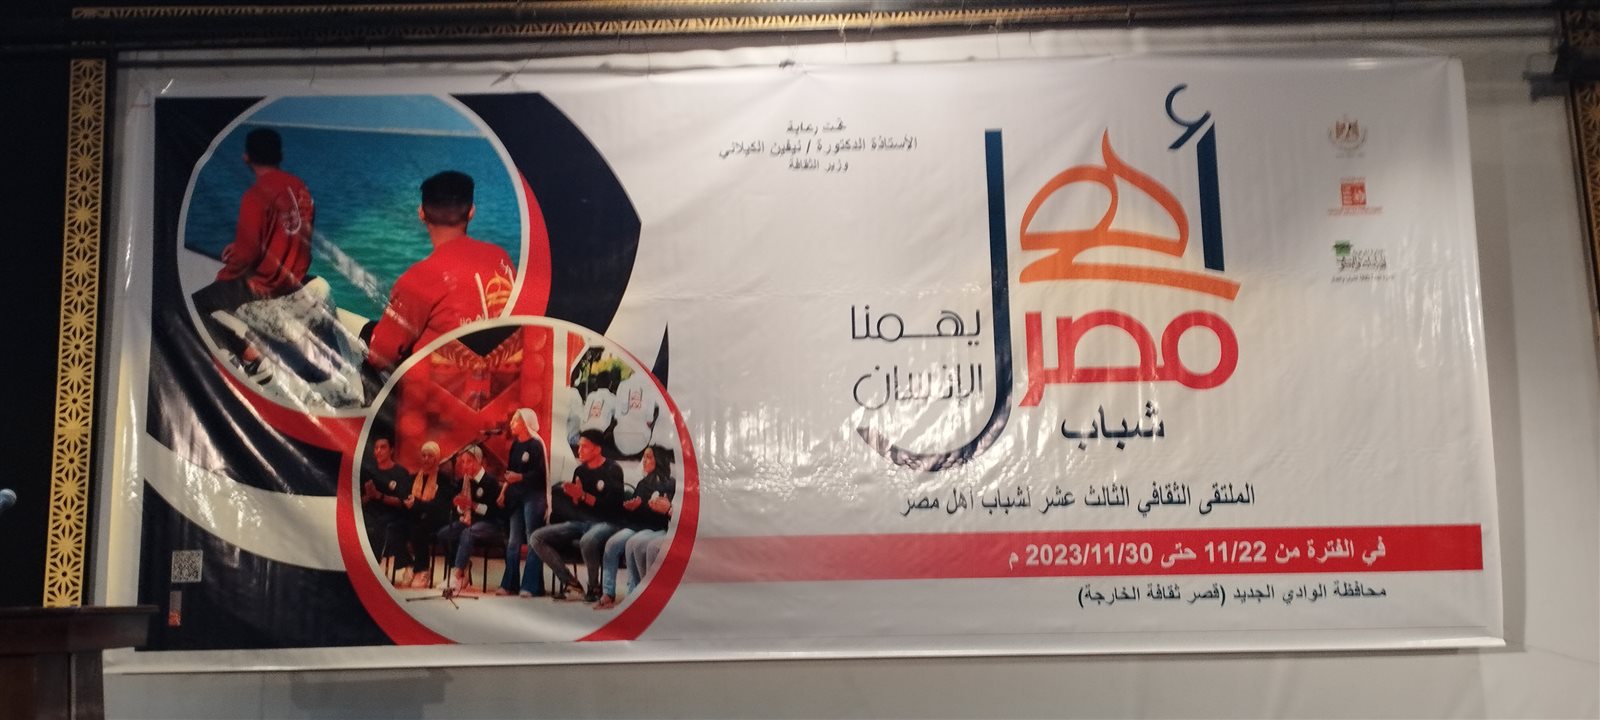 تحت رعاية
الأستاذة الدكتورة / نيفين الكيلاني
وزير الثقافة
أهل
مصر
يهمنا
الإنسان
شباب
الملتقى الثقافي الثالث عشر لشباب أهل مصر
في الفترة من 11/22 حتى 2023/11/30 م
محافظة الوادي الجديد (قصر ثقافة الخارجة)